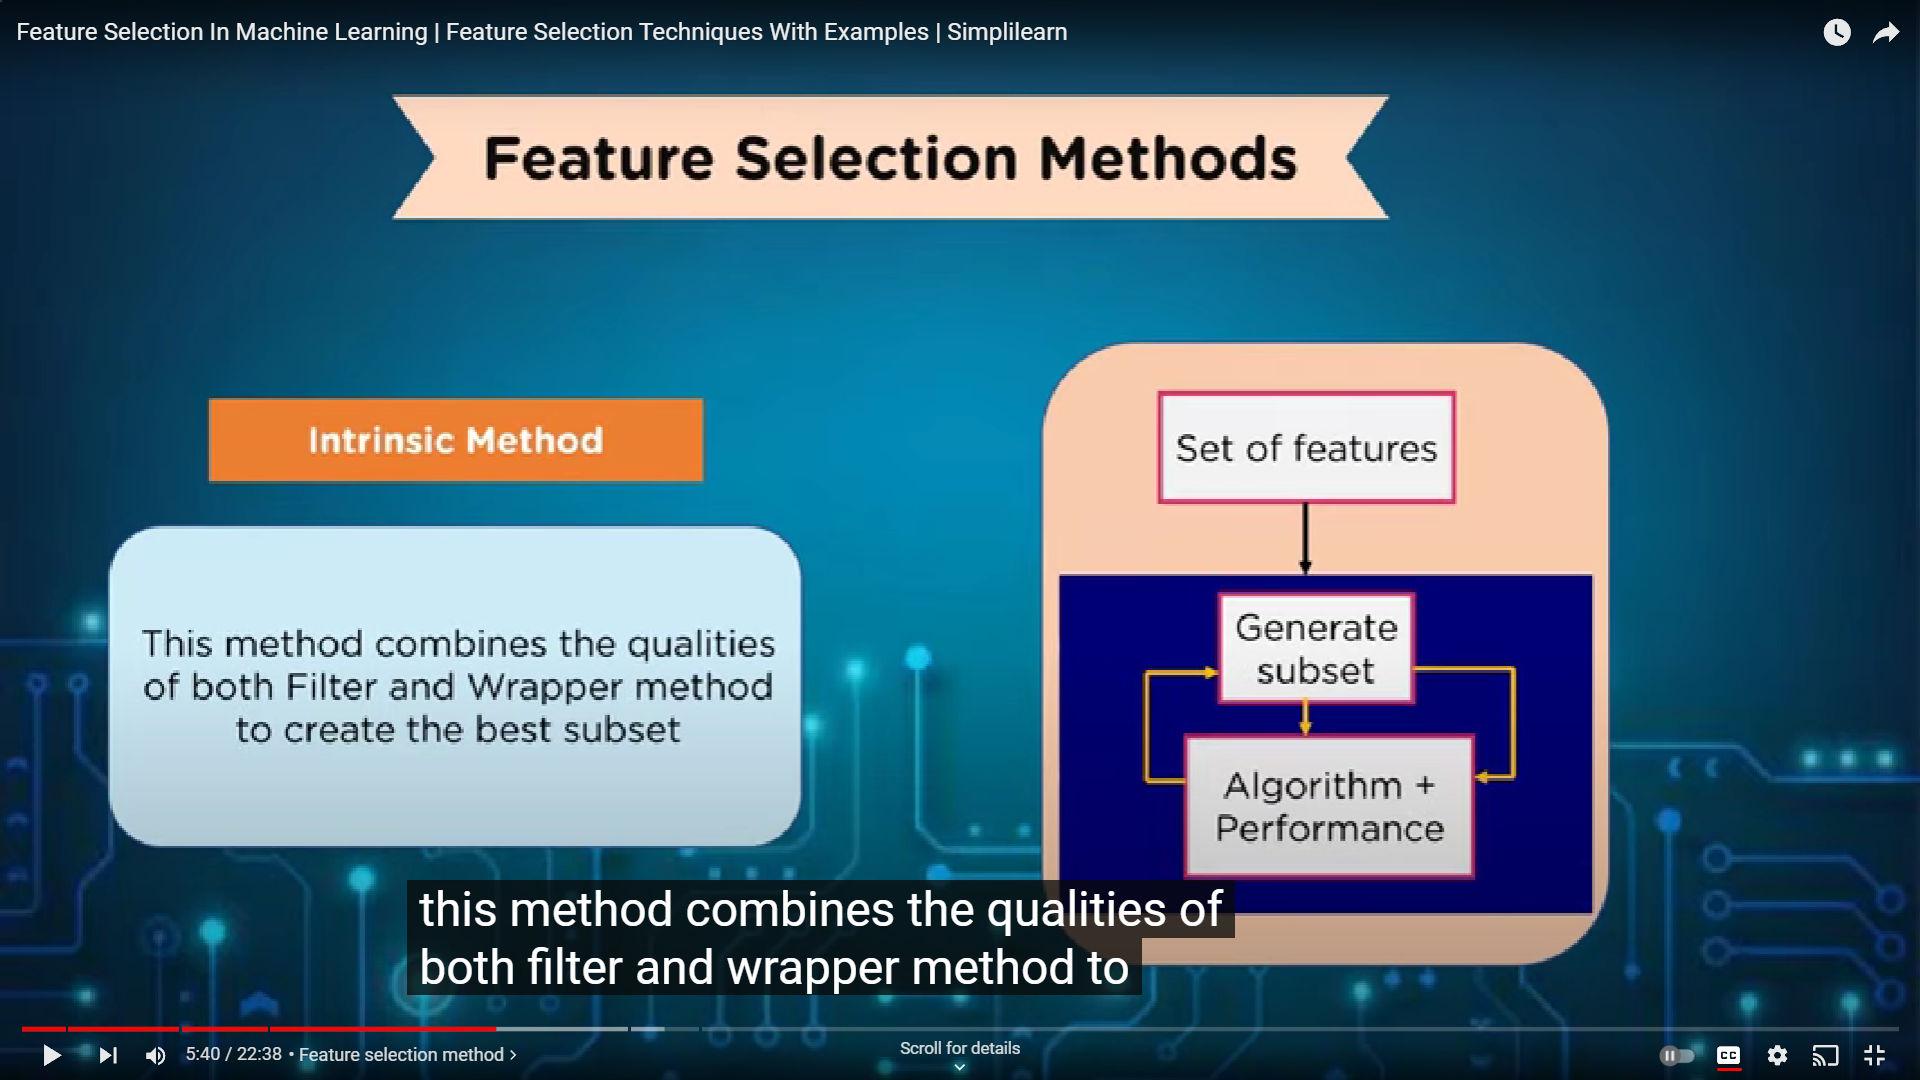 Feature Selection In Machine Learning | Feature Selection Techniques With Examples | Simplilearn
Feature Selection Methods
Intrinsic Method
This method combines the qualities
of both Filter and Wrapper method
to create the best subset
Set of features
Generate
subset
Algorithm +
Performance
this method combines the qualities of
both filter and wrapper method to
5:40 / 22:38 • Feature selection method ›
Scroll for details
CC